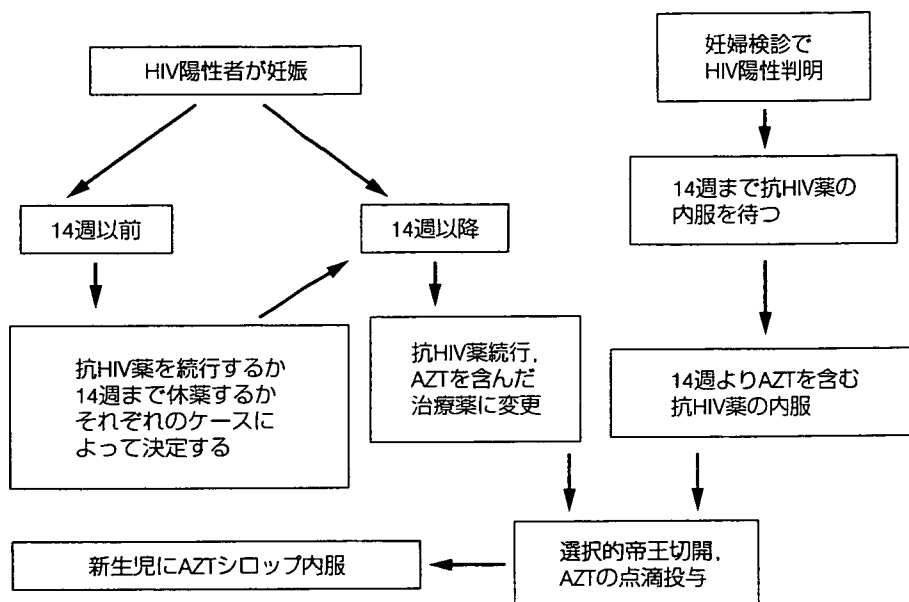 HIV陽性者が妊娠
妊婦検診で
HIV陽性判明
14週以前
14週以降
14週まで抗HIV薬の
内服を待つ
抗HIV薬を続行するか
14週まで休薬するか
それぞれのケースに
よって決定する
抗HIV薬続行,
AZTを含んだ
治療薬に変更
14週よりAZTを含む
抗HIV薬の内服
選択的帝王切開,
AZTの点滴投与
新生児にAZTシロップ内服